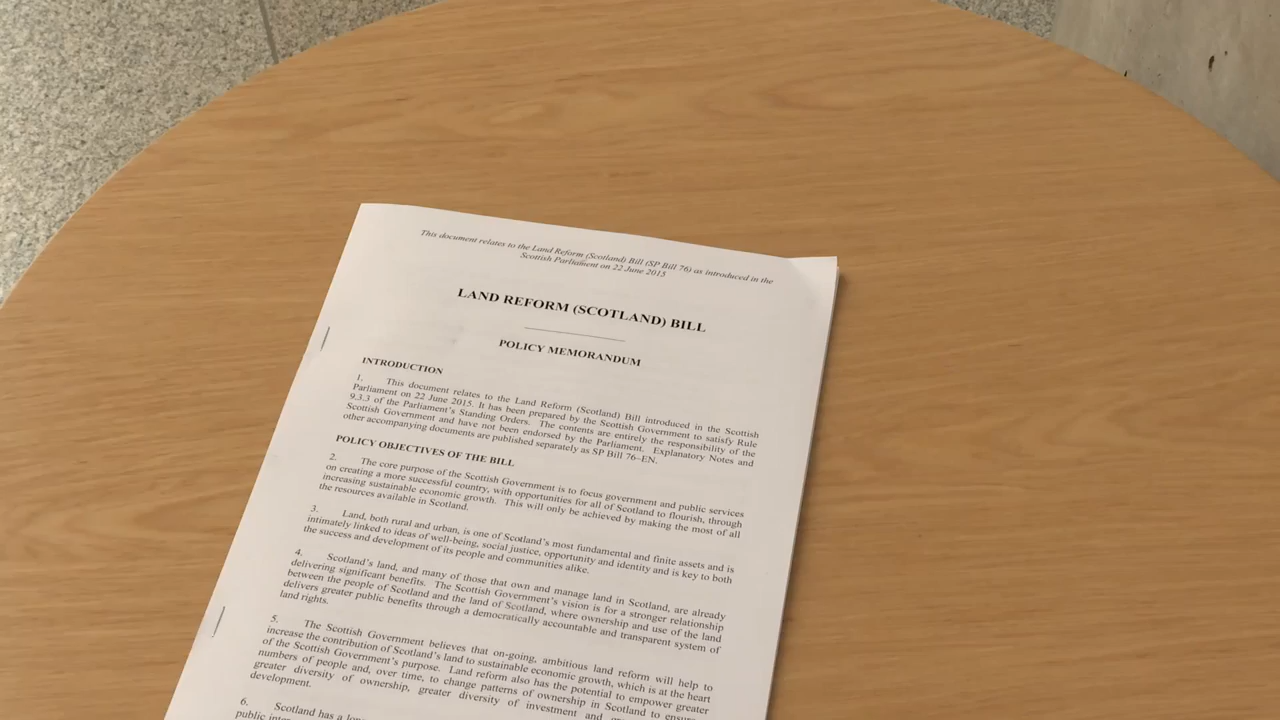 This document relates to the Land Reform (Scotland) Bill (SP Bill 76) as introduced in the
Scottish Parliament on 22 June 2015
LAND REFORM (SCOTLAND) BILL
POLICY MEMORANDUM
INTRODUCTION
1. This document relates to the Land Reform (Scotland) Bill introduced in the Scottish
Parliament on 22 June 2015. It has been prepared by the Scottish Government to satisfy Rule
9.3.3 of the Parliament's Standing Orders. The contents are entirely the responsibility of the
Scottish Government and have not been endorsed by the Parliament. Explanatory Notes and
other accompanying documents are published separately as SP Bill 76–EN.
POLICY OBJECTIVES OF THE BILL
2. The core purpose of the Scottish Government is to focus government and public services
on creating a more successful country, with opportunities for all of Scotland to flourish, through
increasing sustainable economic growth. This will only be achieved by making the most of all
the resources available in Scotland.
3. Land, both rural and urban, is one of Scotland's most fundamental and finite assets and is
intimately linked to ideas of well-being, social justice, opportunity and identity and is key to both
the success and development of its people and communities alike.
4. Scotland's land, and many of those that own and manage land in Scotland, are already
delivering significant benefits. The Scottish Government's vision is for a stronger relationship
between the people of Scotland and the land of Scotland, where ownership and use of the land
delivers greater public benefits through a democratically accountable and transparent system of
land rights.
5. The Scottish Government believes that on-going, ambitious land reform will help to
increase the contribution of Scotland's land to sustainable economic growth, which is at the heart
of the Scottish Government's purpose. Land reform also has the potential to empower greater
numbers of people and, over time, to change patterns of ownership in Scotland to ensure
greater diversity of ownership, greater diversity of investment and
development.
6. Scotland has a
public